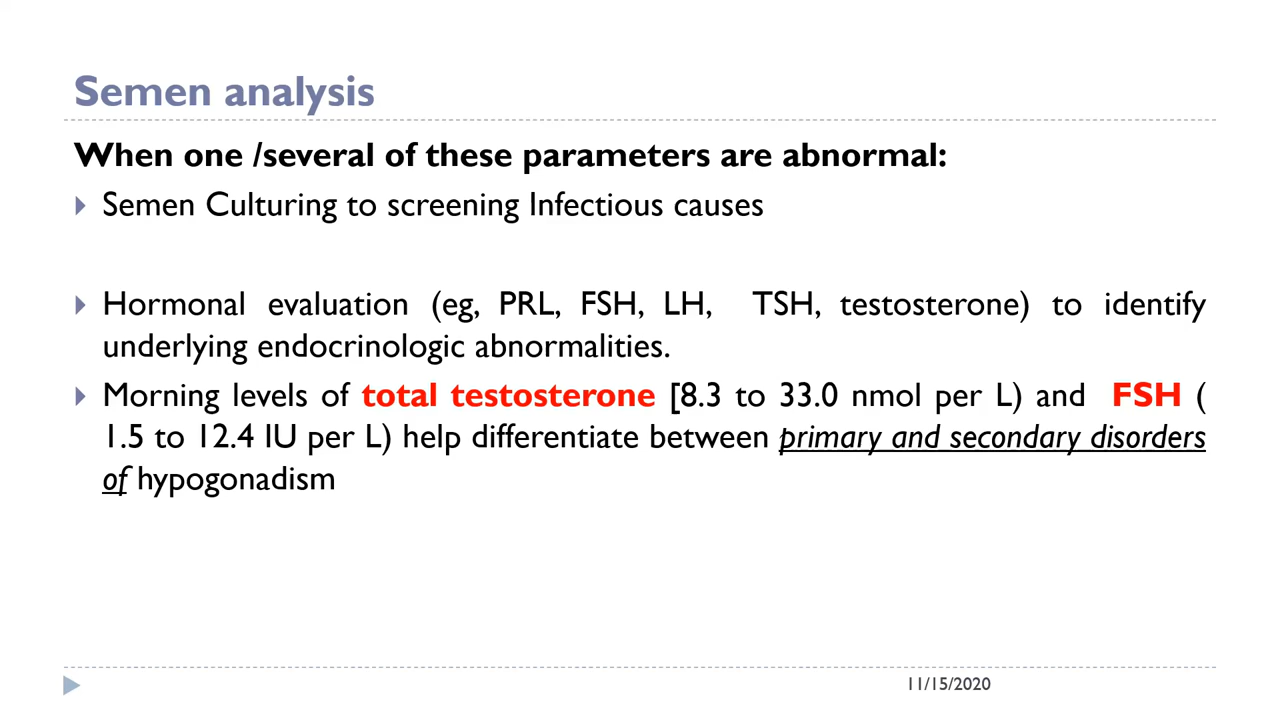 Semen analysis
When one /several of these parameters are abnormal:
Semen Culturing to screening Infectious causes
Hormonal evaluation (eg, PRL, FSH, LH, TSH, testosterone) to identify
underlying endocrinologic abnormalities.
Morning levels of total testosterone [8.3 to 33.0 nmol per L) and FSH (
1.5 to 12.4 IU per L) help differentiate between primary and secondary disorders
of hypogonadism
11/15/2020